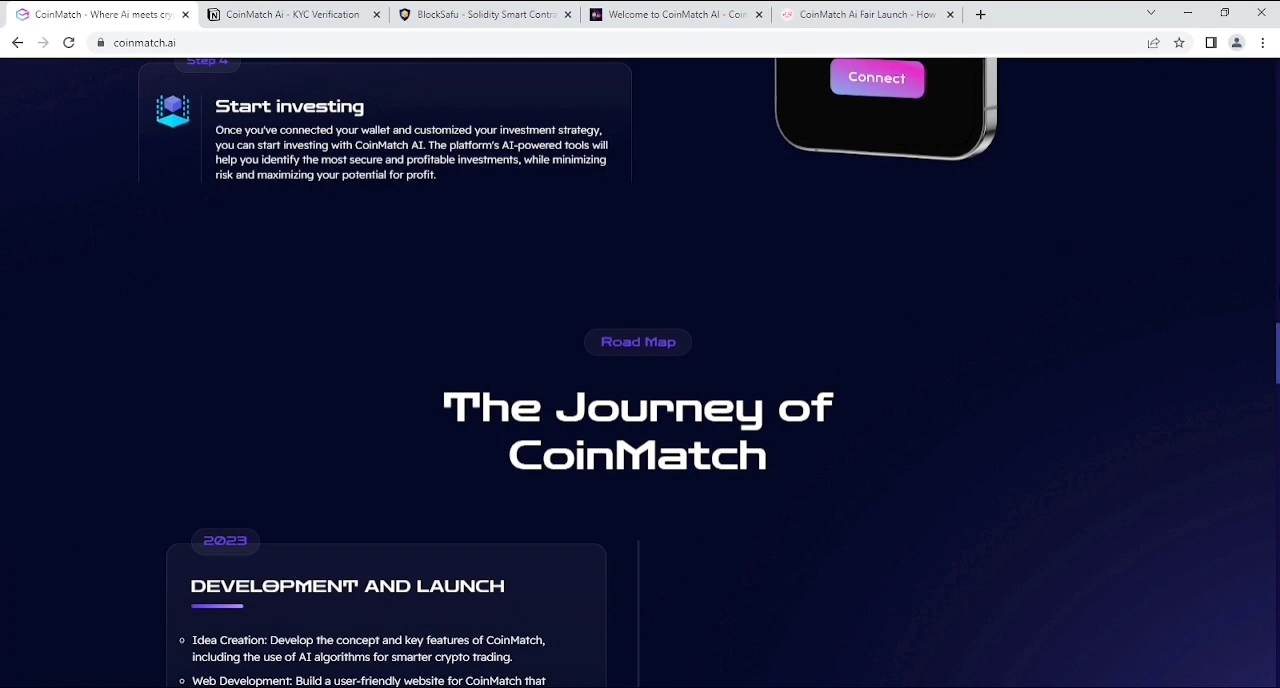 CoinMatch - Where Ai meets cry
CoinMatch Ai - KYC Verification
BlockSafu - Solidity Smart Contra
Welcome to CoinMatch AI - Coin
CoinMatch Ai Fair Launch - How
coinmatch.ai
Step 4
Start investing
Once you've connected your wallet and customized your investment strategy,
you can start investing with CoinMatch AI. The platform's AI-powered tools will
help you identify the most secure and profitable investments, while minimizing
risk and maximizing your potential for profit.
Connect
Road Map
The Journey of
CoinMatch
2023
DEVELOPMENT AND LAUNCH
Idea Creation: Develop the concept and key features of CoinMatch,
including the use of AI algorithms for smarter crypto trading.
Web Development: Build a user-friendly website for CoinMatch that